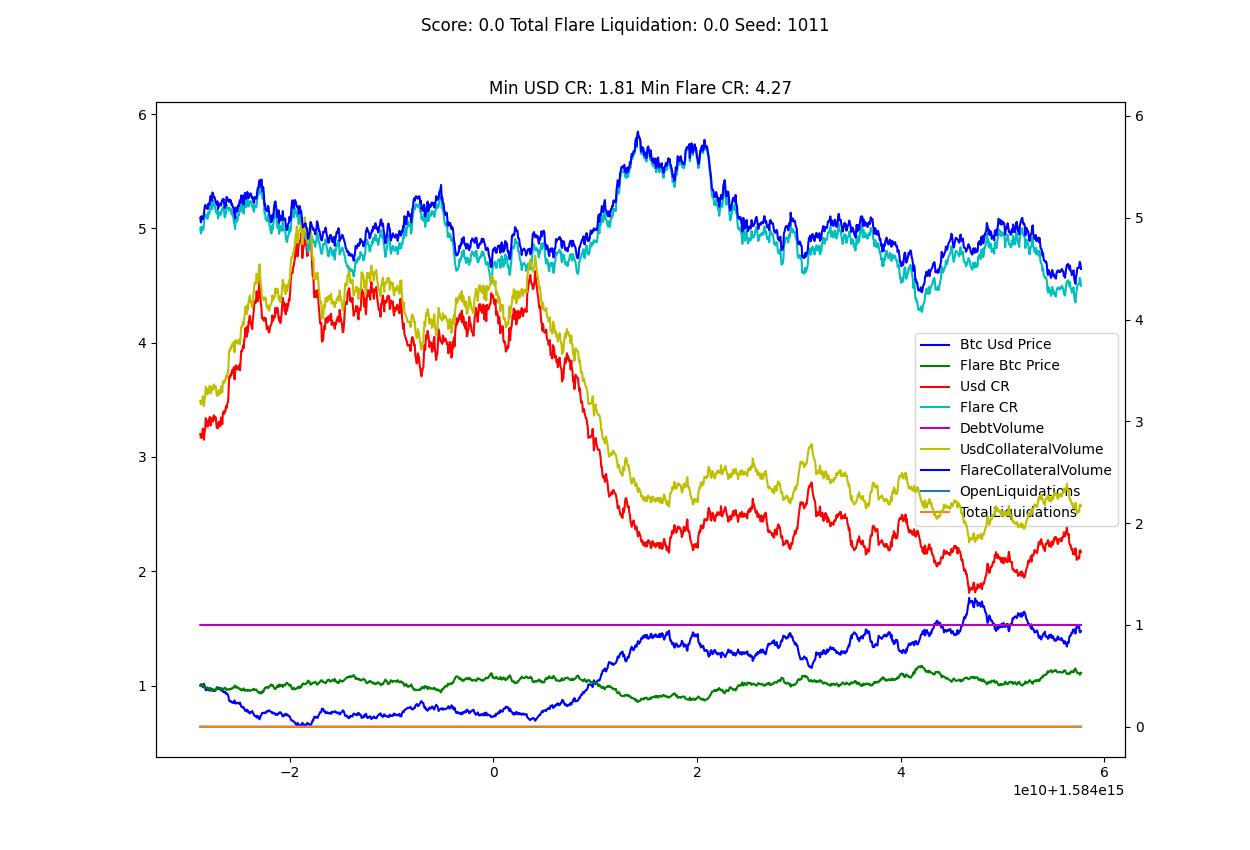 Score: 0.0 Total Flare Liquidation: 0.0 Seed: 1011
Min USD CR: 1.81 Min Flare CR: 4.27
6
5
4
3
2
1
6
5
4
3
2
1
0
Btc Usd Price
Flare Btc Price
Usd CR
Flare CR
DebtVolume
UsdCollateralVolume
FlareCollateralVolume
OpenLiquidations
TotalLiquidations
−2
0
2
4
6
1e10+1.584e15